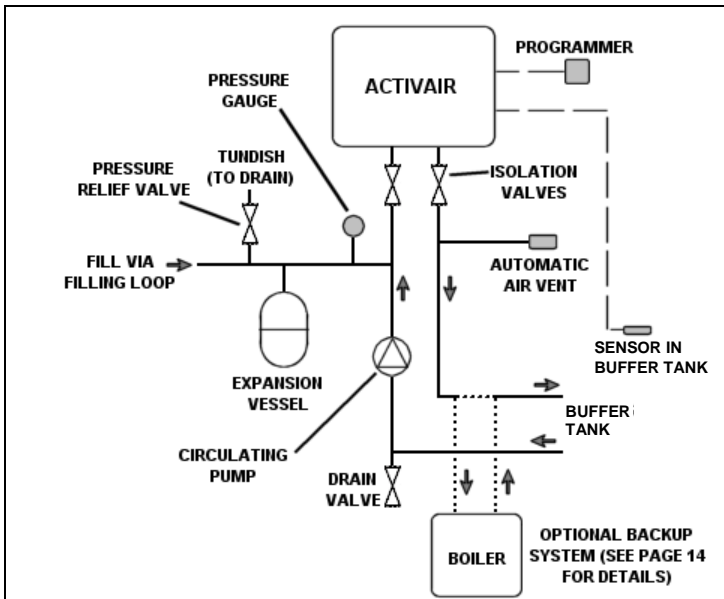 PROGRAMMER
ACTIVAIR
PRESSURE
GAUGE
TUNDISH
(TO DRAIN)
PRESSURE
RELIEF VALVE
ISOLATION
VALVES
FILL VIA
FILLING LOOP
AUTOMATIC
AIR VENT
SENSOR IN
BUFFER TANK
EXPANSION
VESSEL
BUFFER
TANK
CIRCULATING
PUMP
DRAIN
VALVE
BOILER
OPTIONAL BACKUP
SYSTEM (SEE PAGE 14
FOR DETAILS)